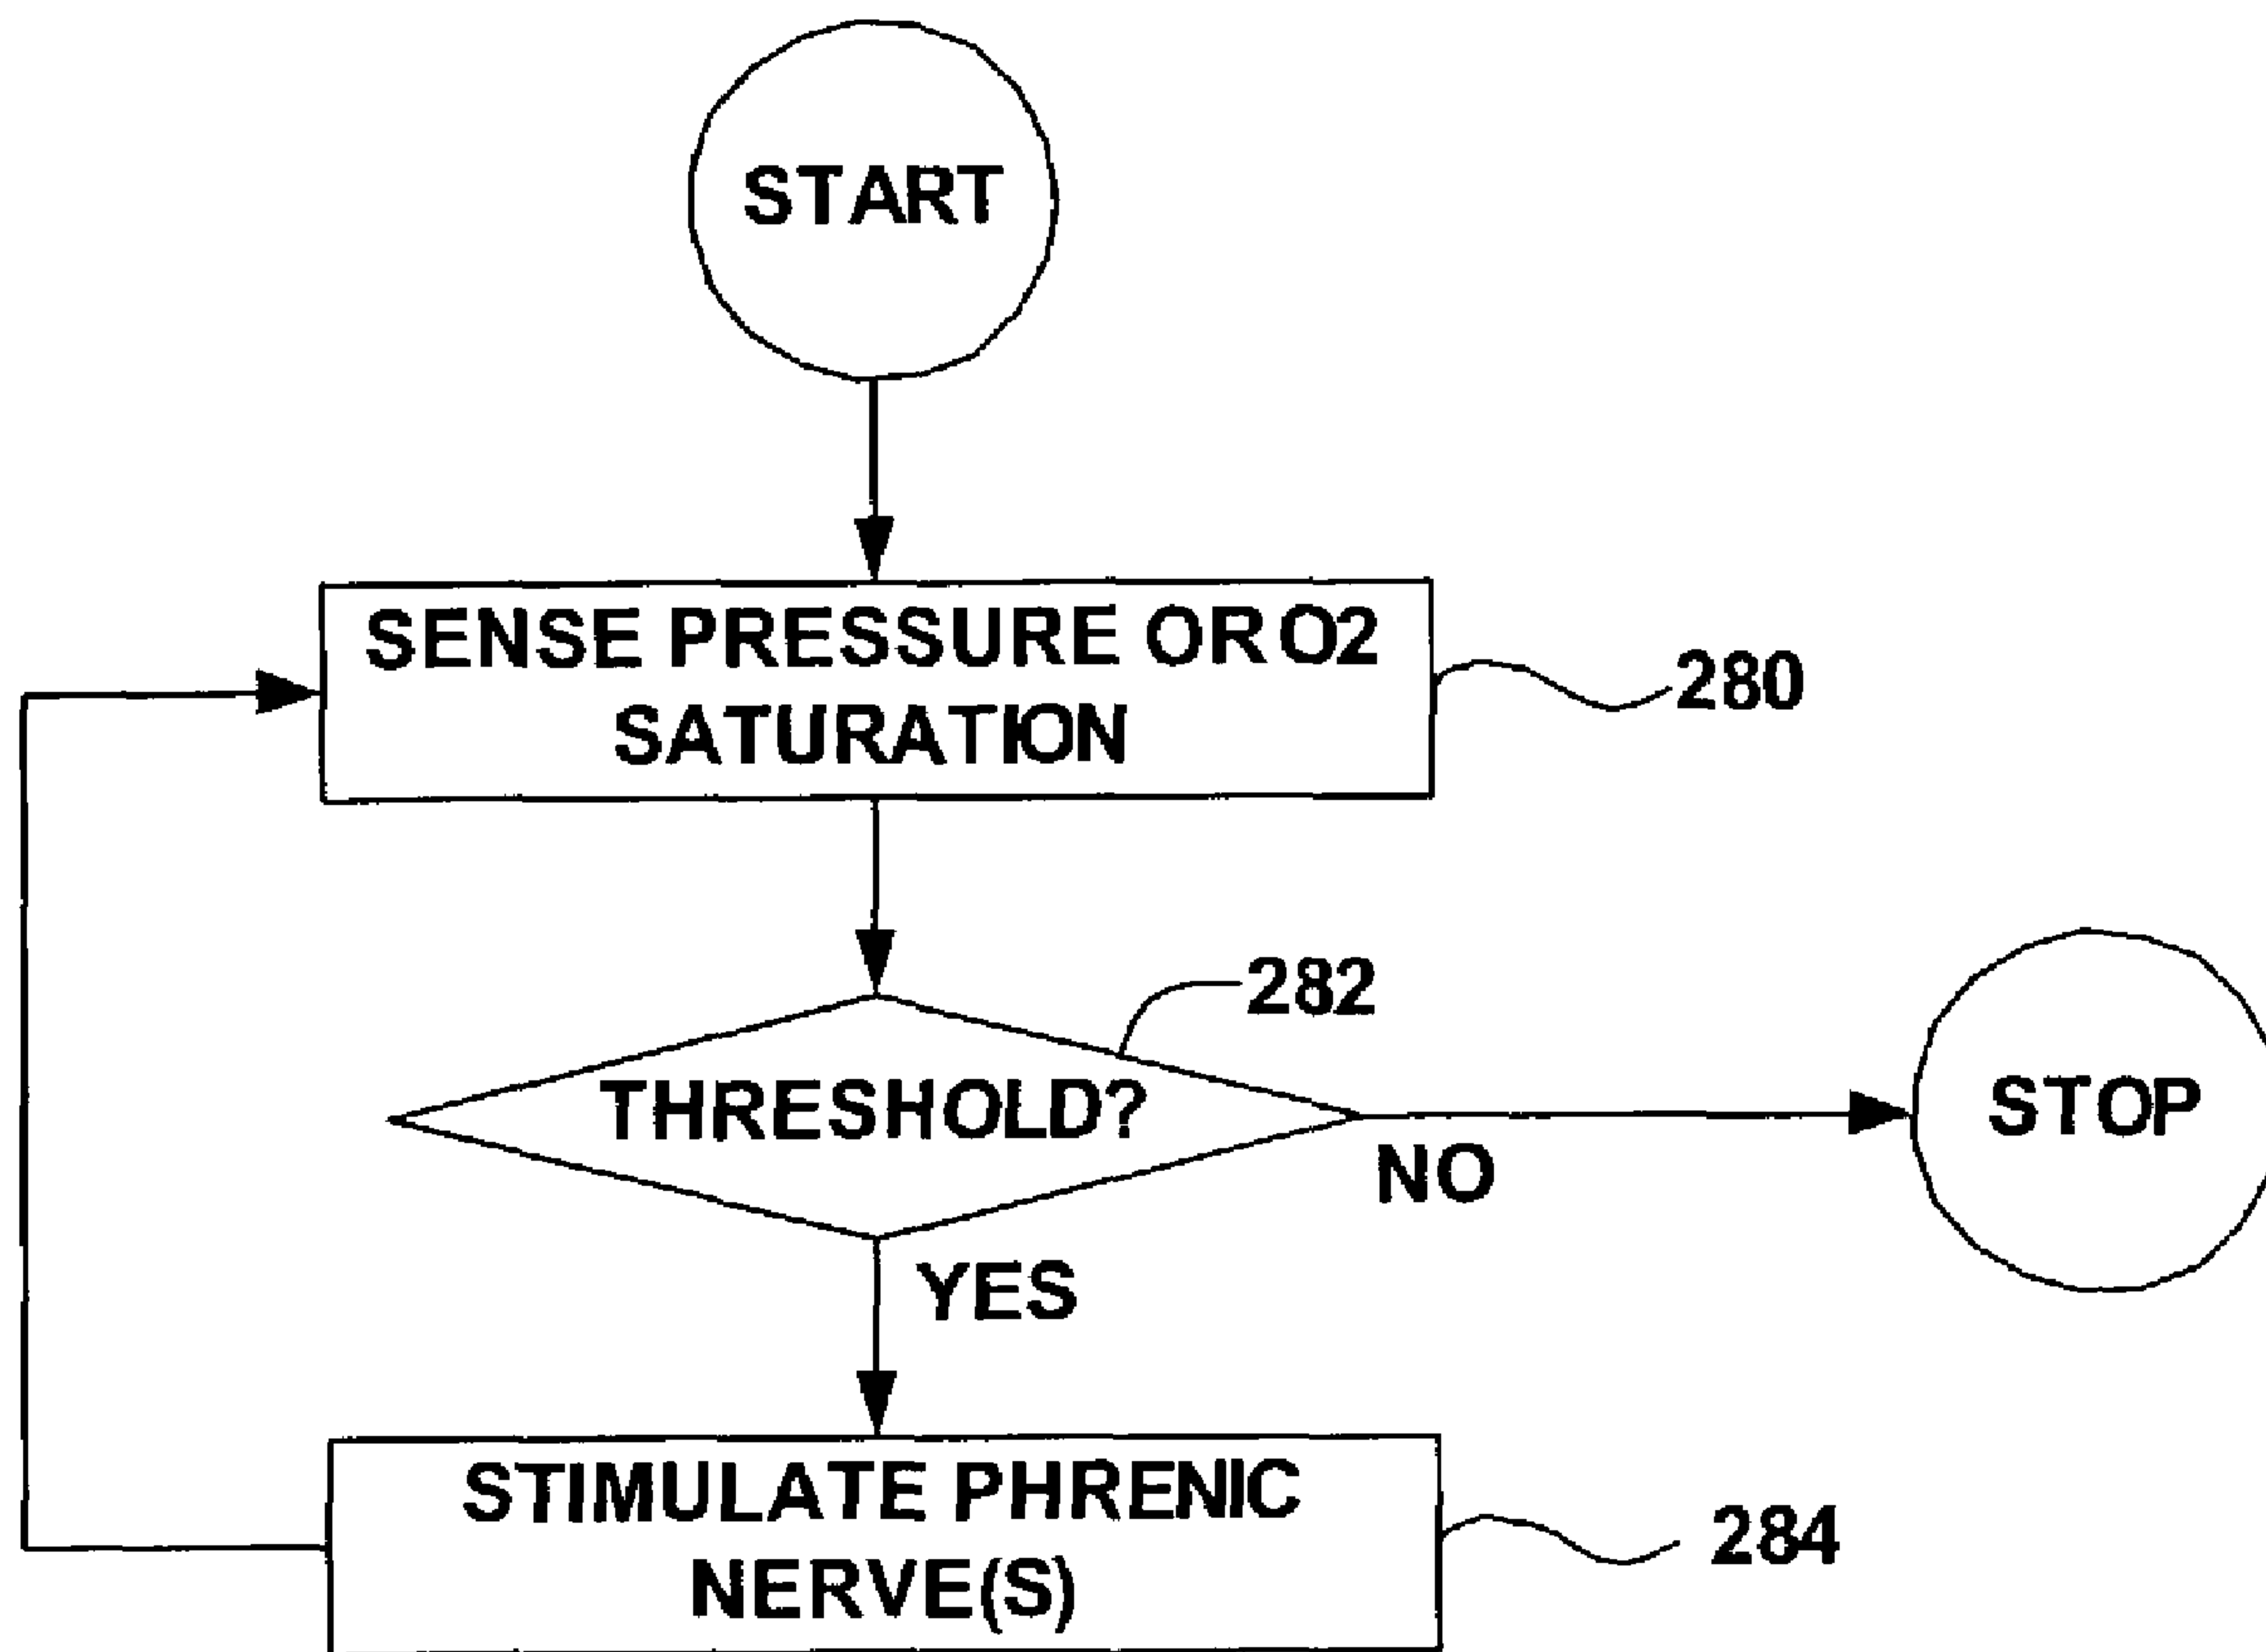 START
SENSE PRESSURE OR O2
SATURATION
280
282
THRESHOLD?
STOP
NO
YES
STIMULATE PHRENIC
NERVE(S)
284